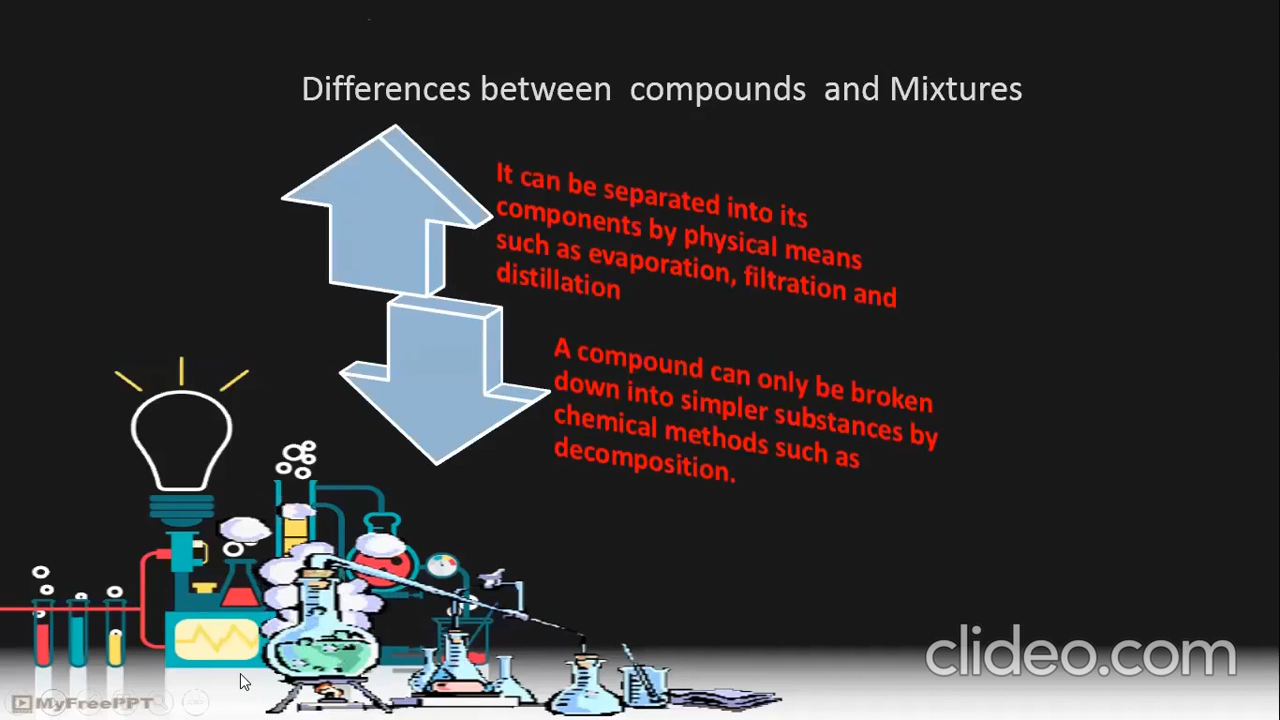 Differences between compounds and Mixtures
It can be separated into its
components by physical means
such as evaporation, filtration and
distillation
A compound can only be broken
down into simpler substances by
chemical methods such as
decomposition.
clideo.com
MyFreePPT